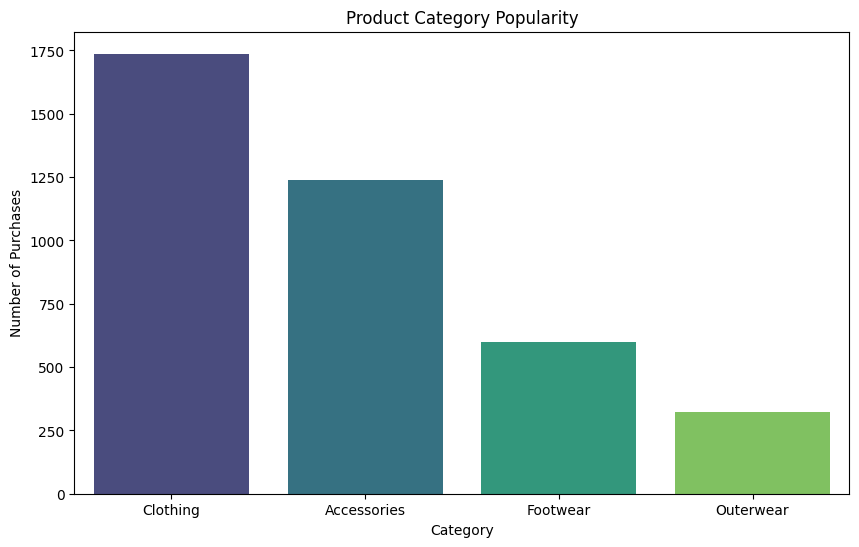 Product Category Popularity
1750
1500
1250
1000
750
500
250
0
Number of Purchases
Clothing Accessories Footwear Outerwear
Category